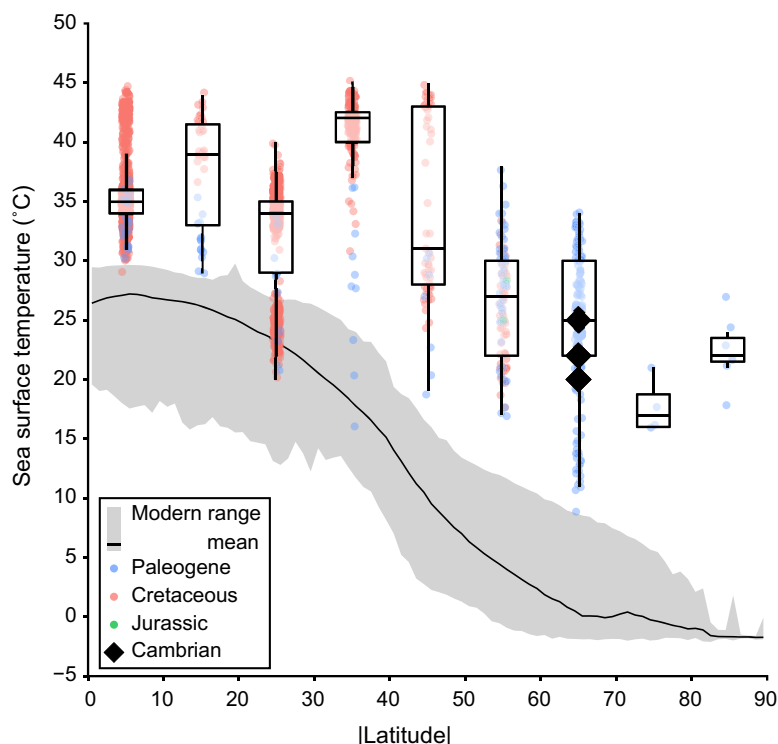 50
45
40
35
30
25
20
15
10
5
0
−5
Sea surface temperature (˚C)
Modern range
mean
Paleogene
Cretaceous
Jurassic
Cambrian
0 10 20 30 40 50 60 70 80 90
|Latitude|